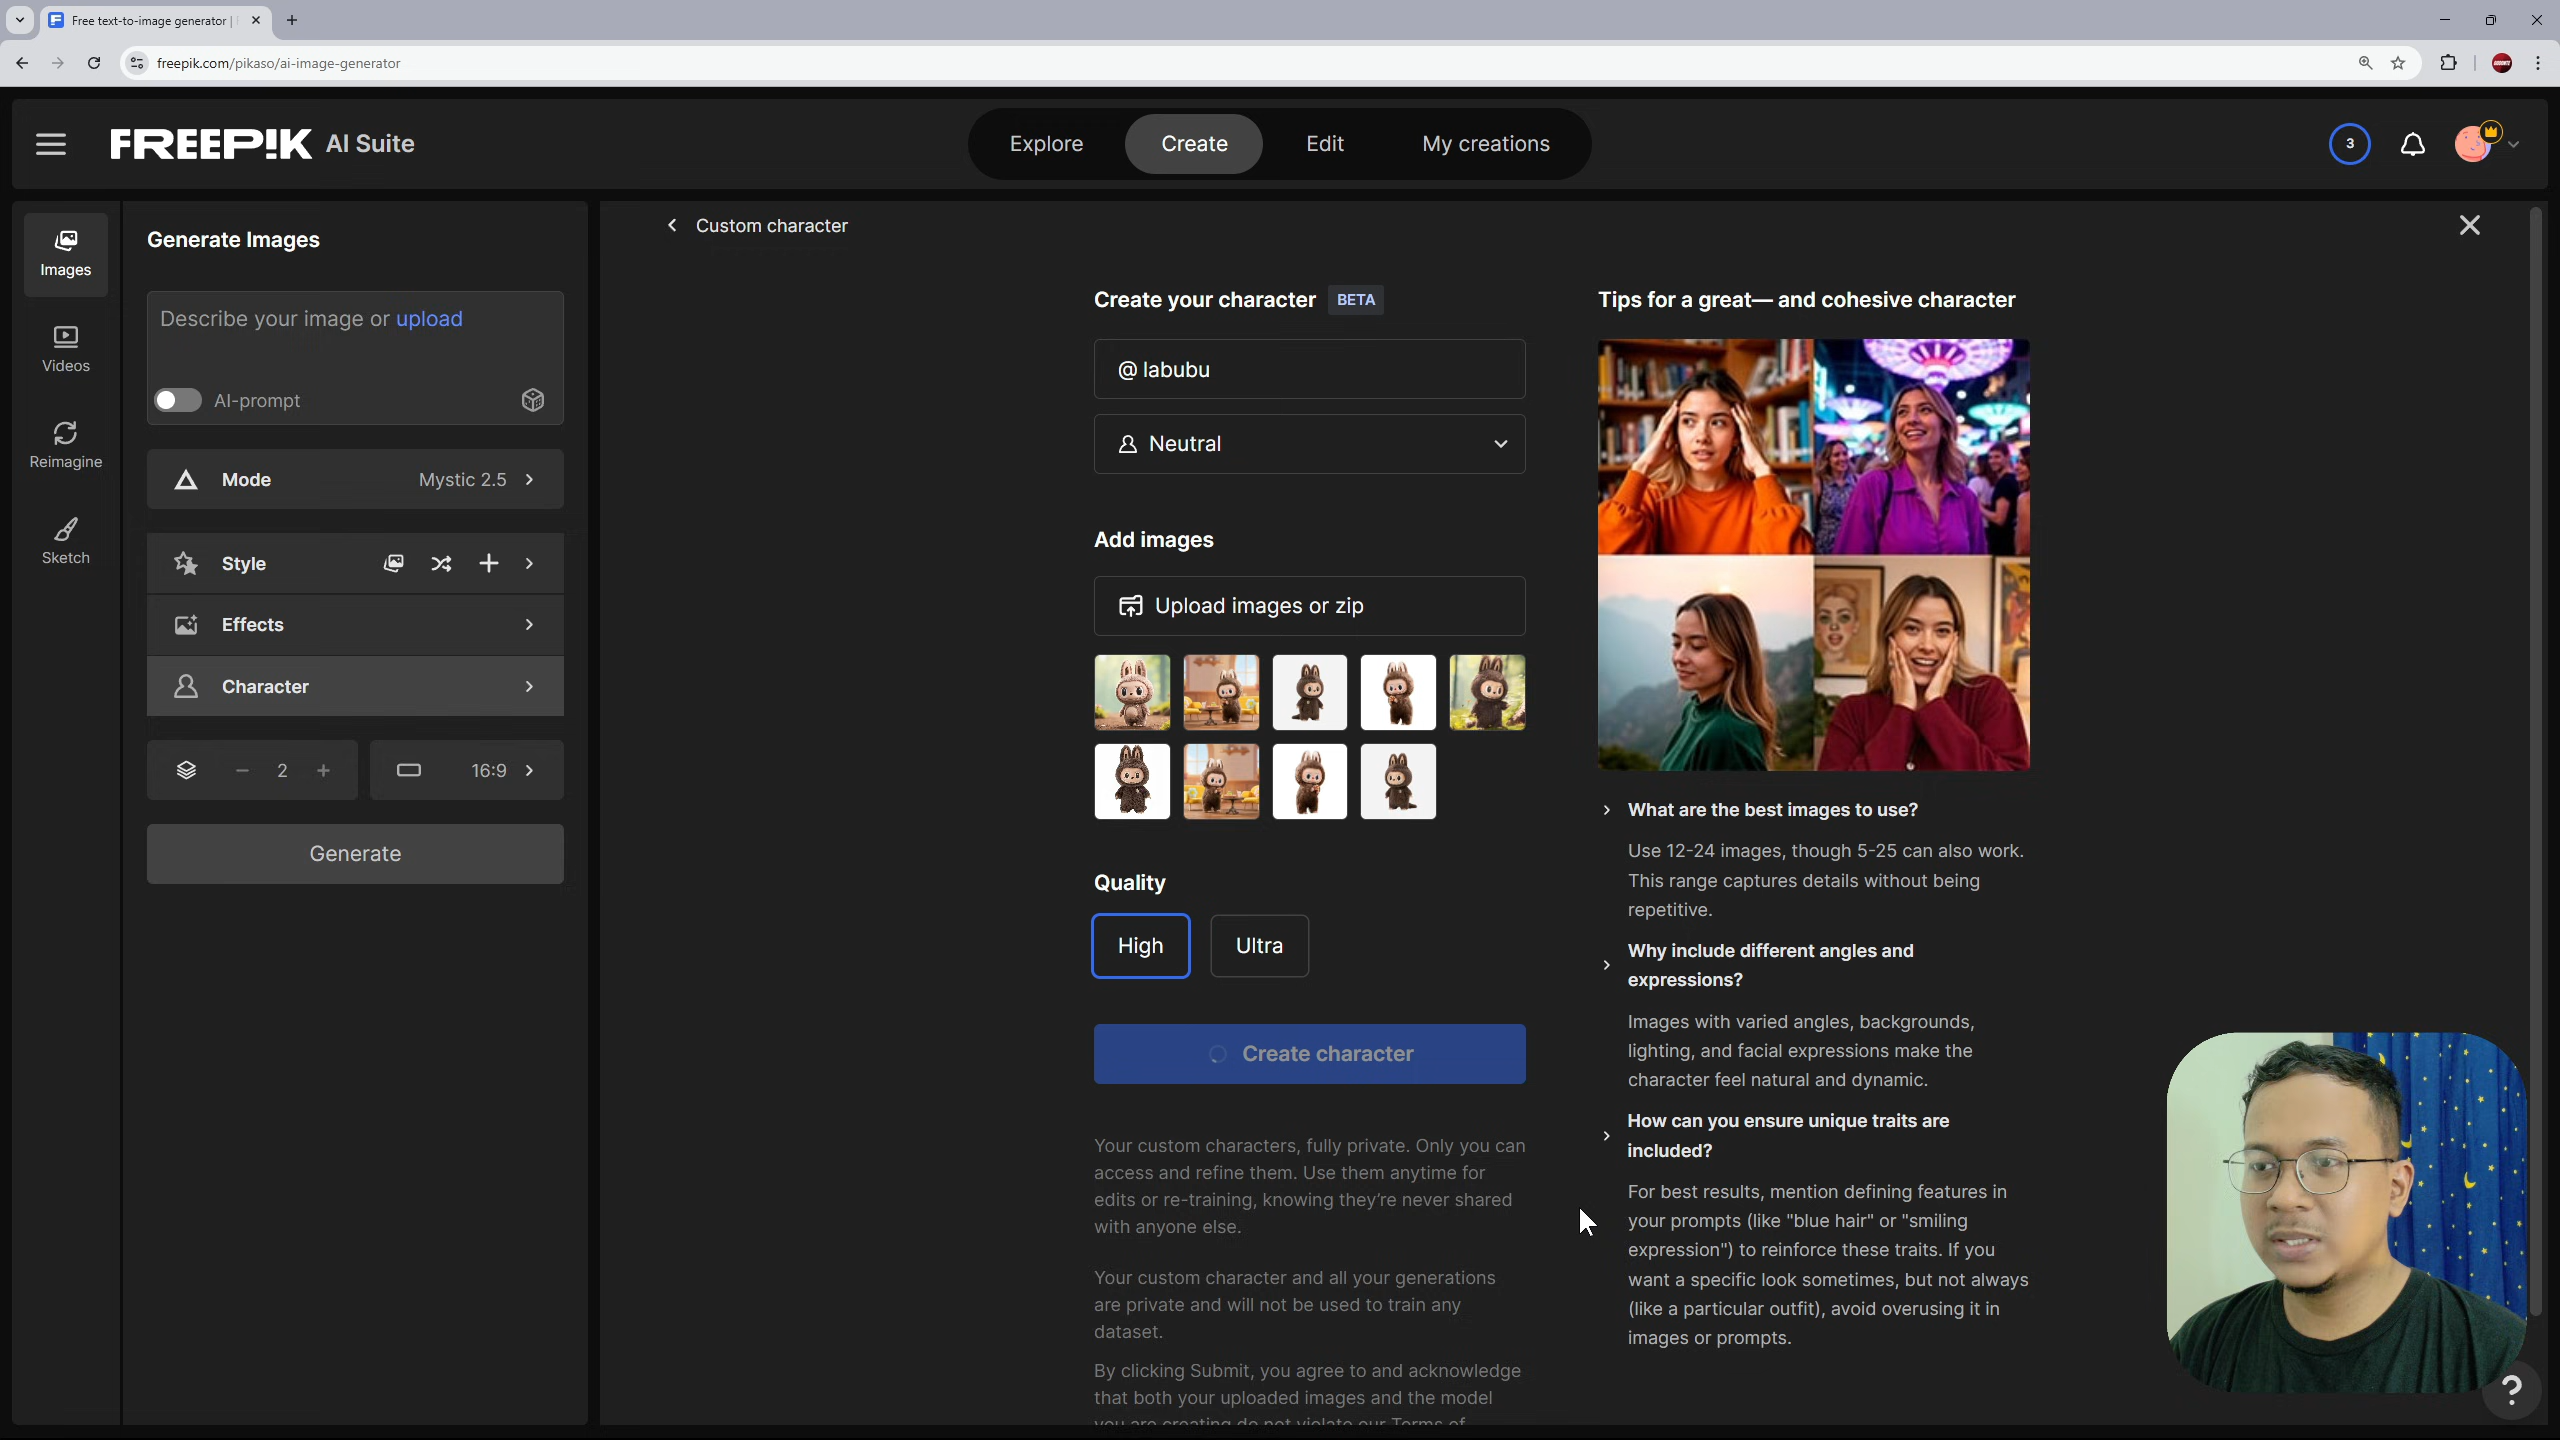 Free text-to-image generator |
freepik.com/pikaso/ai-image-generator
FREEP!K AI Suite
Explore
Create
Edit
My creations
3
Images
Videos
Reimagine
Sketch
Generate Images
Describe your image or upload
AI-prompt
Mode Mystic 2.5
Style
Effects
Character
2
16:9
Generate
Custom character
Create your character BETA
@ labubu
Neutral
Add images
Upload images or zip
Quality
High
Ultra
Create character
Your custom characters, fully private. Only you can
access and refine them. Use them anytime for
edits or re-training, knowing they're never shared
with anyone else.
Your custom character and all your generations
are private and will not be used to train any
dataset.
By clicking Submit, you agree to and acknowledge
that both your uploaded images and the model
you are creating do not violate our Terms of
Tips for a great— and cohesive character
What are the best images to use?
Use 12-24 images, though 5-25 can also work.
This range captures details without being
repetitive.
Why include different angles and
expressions?
Images with varied angles, backgrounds,
lighting, and facial expressions make the
character feel natural and dynamic.
How can you ensure unique traits are
included?
For best results, mention defining features in
your prompts (like "blue hair" or "smiling
expression") to reinforce these traits. If you
want a specific look sometimes, but not always
(like a particular outfit), avoid overusing it in
images or prompts.
?